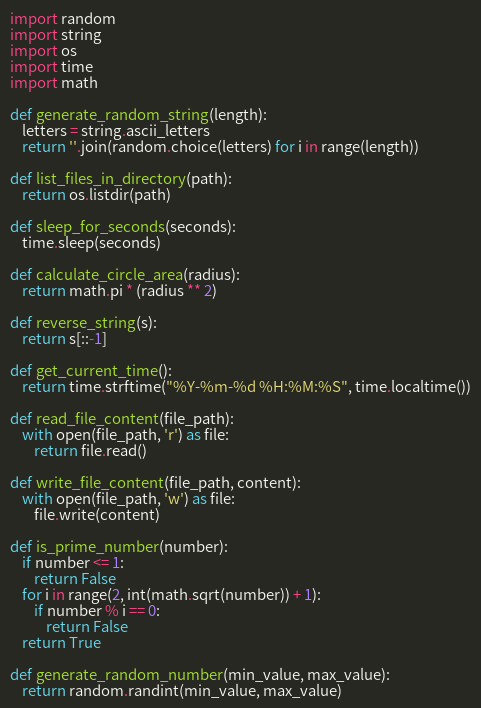 import random
import string
import os
import time
import math

def generate_random_string(length):
    letters = string.ascii_letters
    return ''.join(random.choice(letters) for i in range(length))

def list_files_in_directory(path):
    return os.listdir(path)

def sleep_for_seconds(seconds):
    time.sleep(seconds)

def calculate_circle_area(radius):
    return math.pi * (radius ** 2)

def reverse_string(s):
    return s[::-1]

def get_current_time():
    return time.strftime("%Y-%m-%d %H:%M:%S", time.localtime())

def read_file_content(file_path):
    with open(file_path, 'r') as file:
        return file.read()

def write_file_content(file_path, content):
    with open(file_path, 'w') as file:
        file.write(content)

def is_prime_number(number):
    if number <= 1:
        return False
    for i in range(2, int(math.sqrt(number)) + 1):
        if number % i == 0:
            return False
    return True

def generate_random_number(min_value, max_value):
    return random.randint(min_value, max_value)